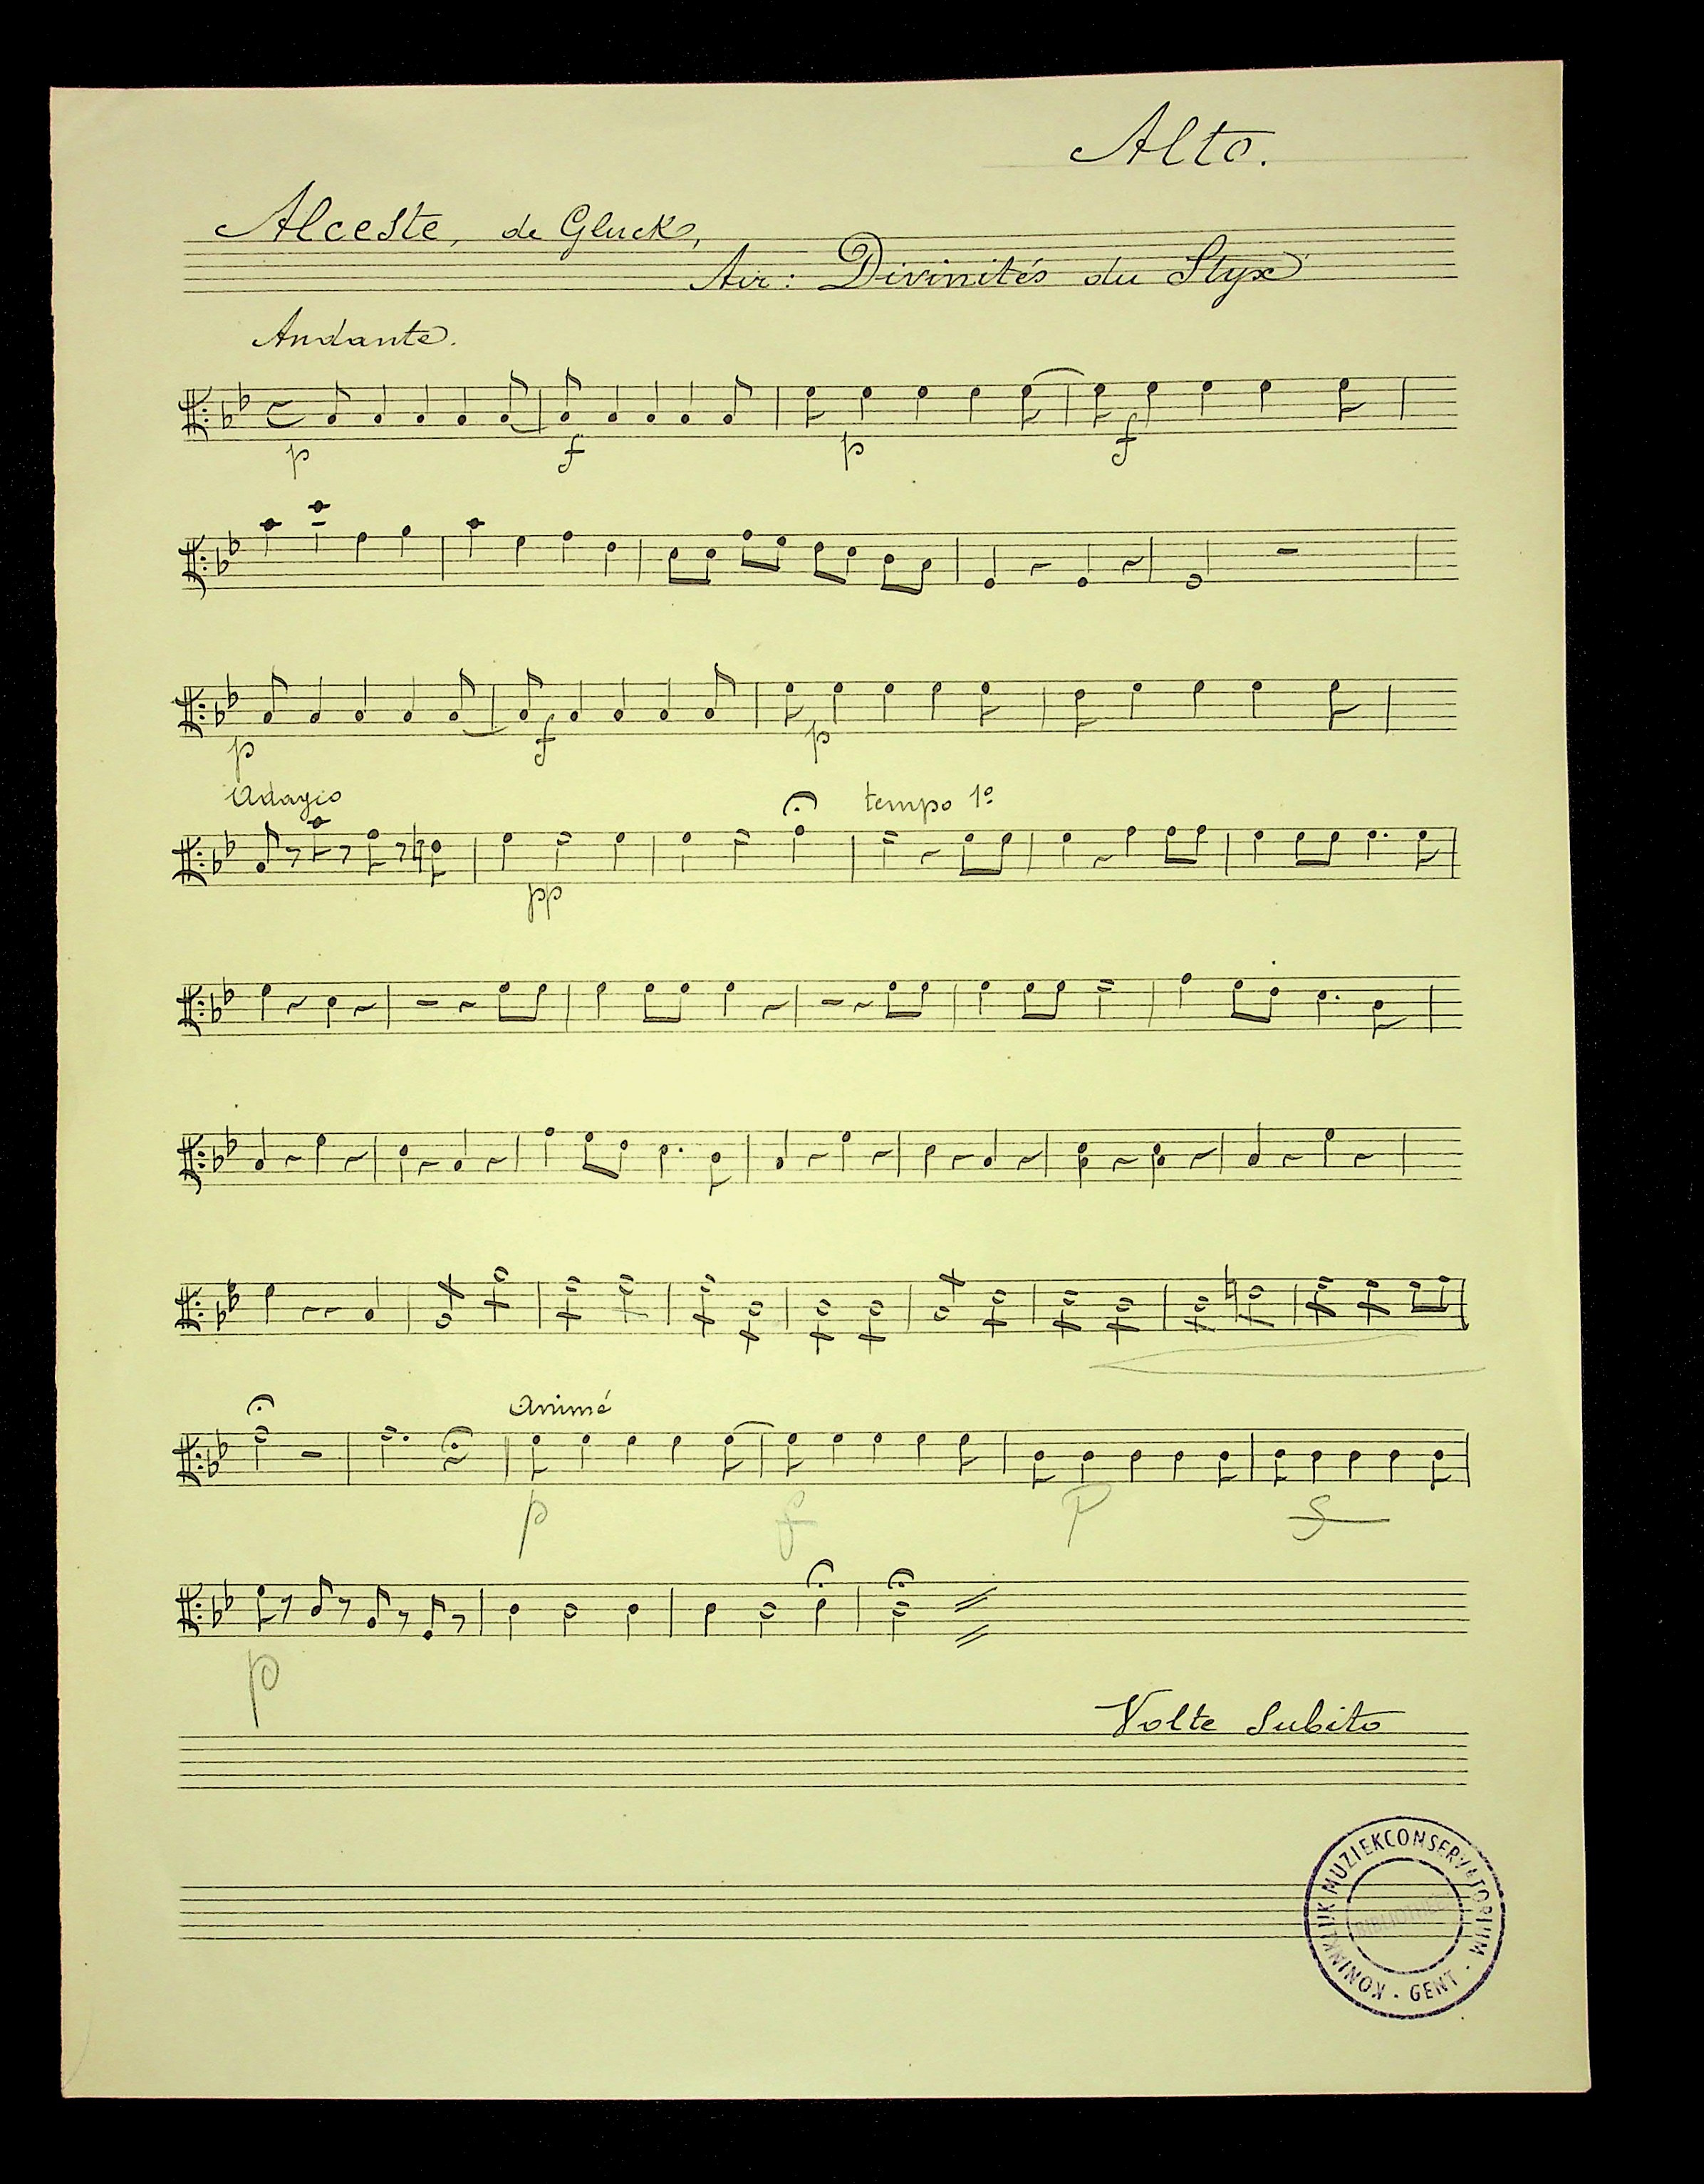 Alto.
Alceste, de Gluck,
Air: Divinités du Styx
Andante.
p f p f
p f p
Adagio tempo 1º
pp
Animé
p f P f
p
Volte Subito
KONINKLIJK MUZIEKCONSERVATORIUM · GENT ·
BIBLIOTHEEK